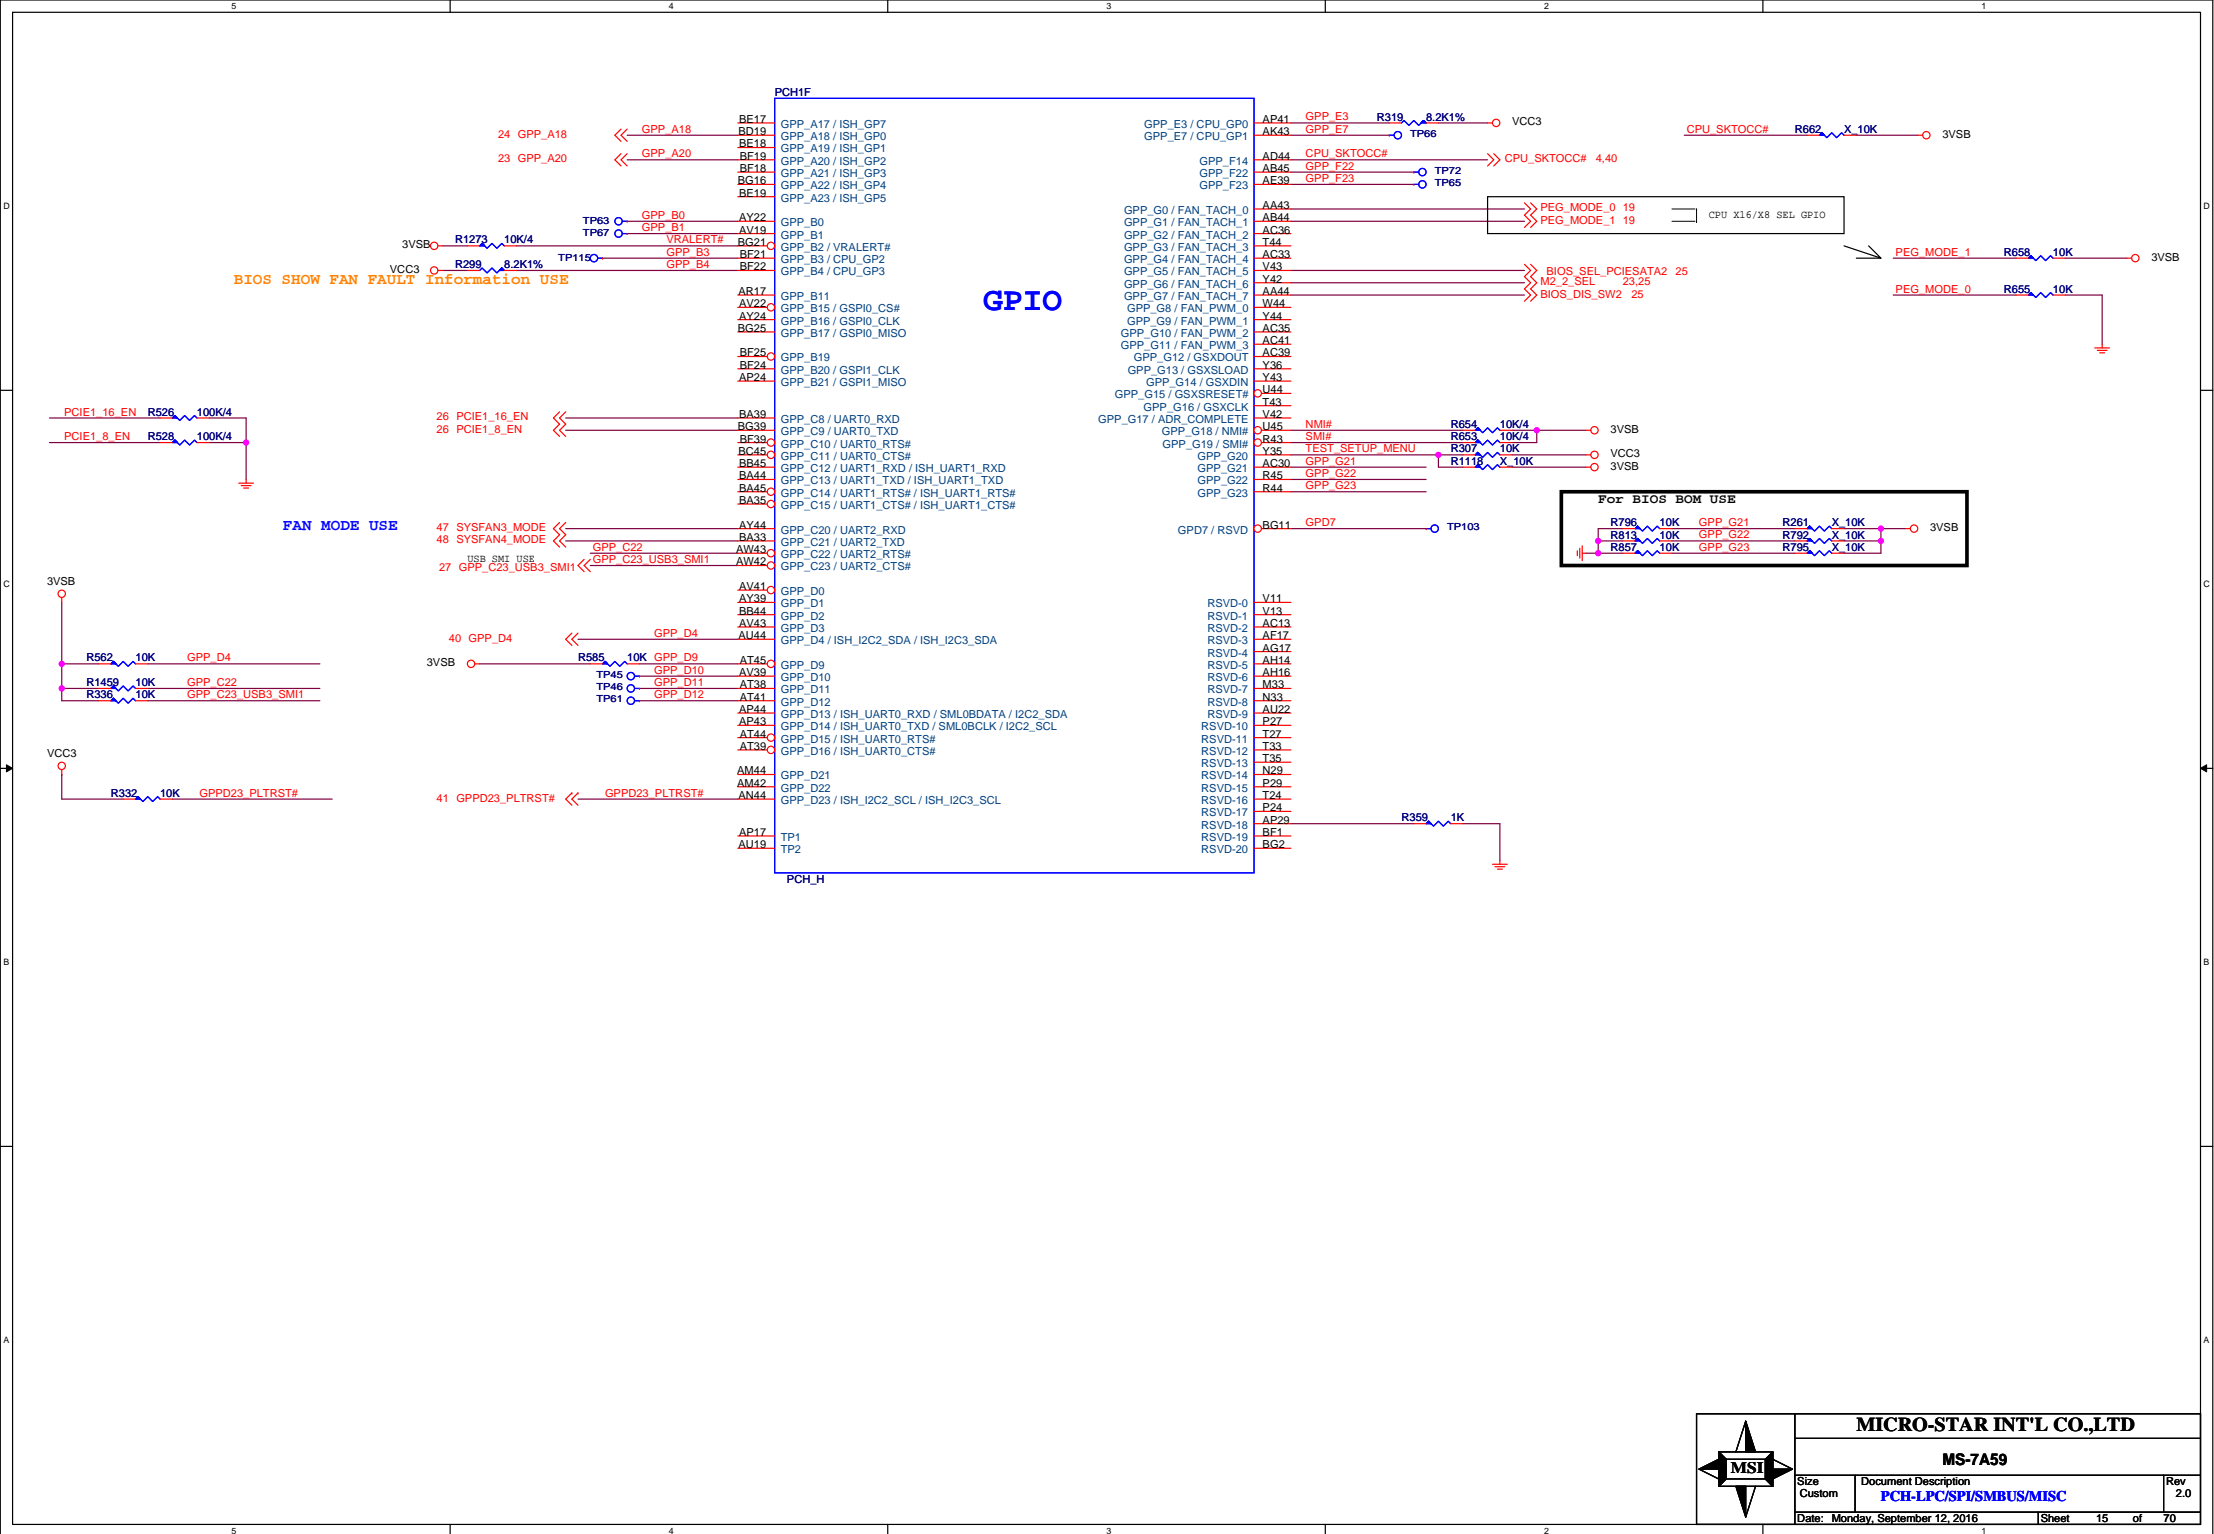 5 4 3 2 1
PCH1F
24 GPP_A18 GPP_A18
23 GPP_A20 GPP_A20
BE17 GPP_A17 / ISH_GP7
BD19 GPP_A18 / ISH_GP0
BE18 GPP_A19 / ISH_GP1
BF19 GPP_A20 / ISH_GP2
BF18 GPP_A21 / ISH_GP3
BG16 GPP_A22 / ISH_GP4
BE19 GPP_A23 / ISH_GP5
TP63 GPP_B0 AY22 GPP_B0
TP67 GPP_B1 AV19 GPP_B1
3VSB R1273 10K/4 VRALERT# BG21 GPP_B2 / VRALERT#
TP115 GPP_B3 BF21 GPP_B3 / CPU_GP2
VCC3 R299 8.2K1% GPP_B4 BF22 GPP_B4 / CPU_GP3
BIOS SHOW FAN FAULT Information USE
AR17 GPP_B11
AV22 GPP_B15 / GSPI0_CS#
AY24 GPP_B16 / GSPI0_CLK
BG25 GPP_B17 / GSPI0_MISO
BF25 GPP_B19
BF24 GPP_B20 / GSPI1_CLK
AP24 GPP_B21 / GSPI1_MISO
GPIO
PCIE1_16_EN R526 100K/4
PCIE1_8_EN R528 100K/4
26 PCIE1_16_EN BA39 GPP_C8 / UART0_RXD
26 PCIE1_8_EN BG39 GPP_C9 / UART0_TXD
BF39 GPP_C10 / UART0_RTS#
BC45 GPP_C11 / UART0_CTS#
BB45 GPP_C12 / UART1_RXD / ISH_UART1_RXD
BA44 GPP_C13 / UART1_TXD / ISH_UART1_TXD
BA45 GPP_C14 / UART1_RTS# / ISH_UART1_RTS#
BA35 GPP_C15 / UART1_CTS# / ISH_UART1_CTS#
FAN MODE USE
47 SYSFAN3_MODE AY44 GPP_C20 / UART2_RXD
48 SYSFAN4_MODE BA33 GPP_C21 / UART2_TXD
GPP_C22 AW43 GPP_C22 / UART2_RTS#
USB SMI USE
27 GPP_C23_USB3_SMI1 GPP_C23_USB3_SMI1 AW42 GPP_C23 / UART2_CTS#
AV41 GPP_D0
AY39 GPP_D1
BB44 GPP_D2
AV43 GPP_D3
40 GPP_D4 GPP_D4 AU44 GPP_D4 / ISH_I2C2_SDA / ISH_I2C3_SDA
3VSB R585 10K GPP_D9 AT45 GPP_D9
TP45 GPP_D10 AV39 GPP_D10
TP46 GPP_D11 AT38 GPP_D11
TP61 GPP_D12 AT41 GPP_D12
AP44 GPP_D13 / ISH_UART0_RXD / SML0BDATA / I2C2_SDA
AP43 GPP_D14 / ISH_UART0_TXD / SML0BCLK / I2C2_SCL
AT44 GPP_D15 / ISH_UART0_RTS#
AT39 GPP_D16 / ISH_UART0_CTS#
AM44 GPP_D21
AM42 GPP_D22
41 GPPD23_PLTRST# GPPD23_PLTRST# AN44 GPP_D23 / ISH_I2C2_SCL / ISH_I2C3_SCL
AP17 TP1
AU19 TP2
PCH_H
3VSB
R562 10K GPP_D4
R1459 10K GPP_C22
R336 10K GPP_C23_USB3_SMI1
VCC3
R332 10K GPPD23_PLTRST#
GPP_E3 / CPU_GP0 AP41 GPP_E3 R319 8.2K1% VCC3
GPP_E7 / CPU_GP1 AK43 GPP_E7 TP66
GPP_F14 AD44 CPU_SKTOCC# CPU_SKTOCC# 4,40
GPP_F22 AB45 GPP_F22 TP72
GPP_F23 AE39 GPP_F23 TP65
GPP_G0 / FAN_TACH_0 AA43 PEG_MODE_0 19
GPP_G1 / FAN_TACH_1 AB44 PEG_MODE_1 19
CPU X16/X8 SEL GPIO
GPP_G2 / FAN_TACH_2 AC36
GPP_G3 / FAN_TACH_3 T44
GPP_G4 / FAN_TACH_4 AC33
GPP_G5 / FAN_TACH_5 V43 BIOS_SEL_PCIESATA2 25
GPP_G6 / FAN_TACH_6 Y42 M2_2_SEL 23,25
GPP_G7 / FAN_TACH_7 AA44 BIOS_DIS_SW2 25
GPP_G8 / FAN_PWM_0 W44
GPP_G9 / FAN_PWM_1 Y44
GPP_G10 / FAN_PWM_2 AC35
GPP_G11 / FAN_PWM_3 AC41
GPP_G12 / GSXDOUT AC39
GPP_G13 / GSXSLOAD Y36
GPP_G14 / GSXDIN Y43
GPP_G15 / GSXSRESET# U44
GPP_G16 / GSXCLK T43
GPP_G17 / ADR_COMPLETE V42
GPP_G18 / NMI# U45 NMI# R654 10K/4 3VSB
GPP_G19 / SMI# R43 SMI# R653 10K/4
GPP_G20 Y35 TEST_SETUP_MENU R307 10K VCC3
R1118 X_10K 3VSB
GPP_G21 AC30 GPP_G21
GPP_G22 R45 GPP_G22
GPP_G23 R44 GPP_G23
GPD7 / RSVD BG11 GPD7 TP103
RSVD-0 V11
RSVD-1 V13
RSVD-2 AC13
RSVD-3 AF17
RSVD-4 AG17
RSVD-5 AH14
RSVD-6 AH16
RSVD-7 M33
RSVD-8 N33
RSVD-9 AU22
RSVD-10 P27
RSVD-11 T27
RSVD-12 T33
RSVD-13 T35
RSVD-14 N29
RSVD-15 P29
RSVD-16 T24
RSVD-17 P24
RSVD-18 AP29 R359 1K
RSVD-19 BF1
RSVD-20 BG2
CPU_SKTOCC# R662 X_10K 3VSB
PEG_MODE_1 R658 10K 3VSB
PEG_MODE_0 R655 10K
For BIOS BOM USE
R796 10K GPP_G21 R261 X_10K 3VSB
R813 10K GPP_G22 R792 X_10K
R857 10K GPP_G23 R795 X_10K
D D
C C
B B
A A
MSI
MICRO-STAR INT'L CO.,LTD
MS-7A59
Size Custom
Document Description
PCH-LPC/SPI/SMBUS/MISC
Rev 2.0
Date: Monday, September 12, 2016 Sheet 15 of 70
5 4 3 2 1